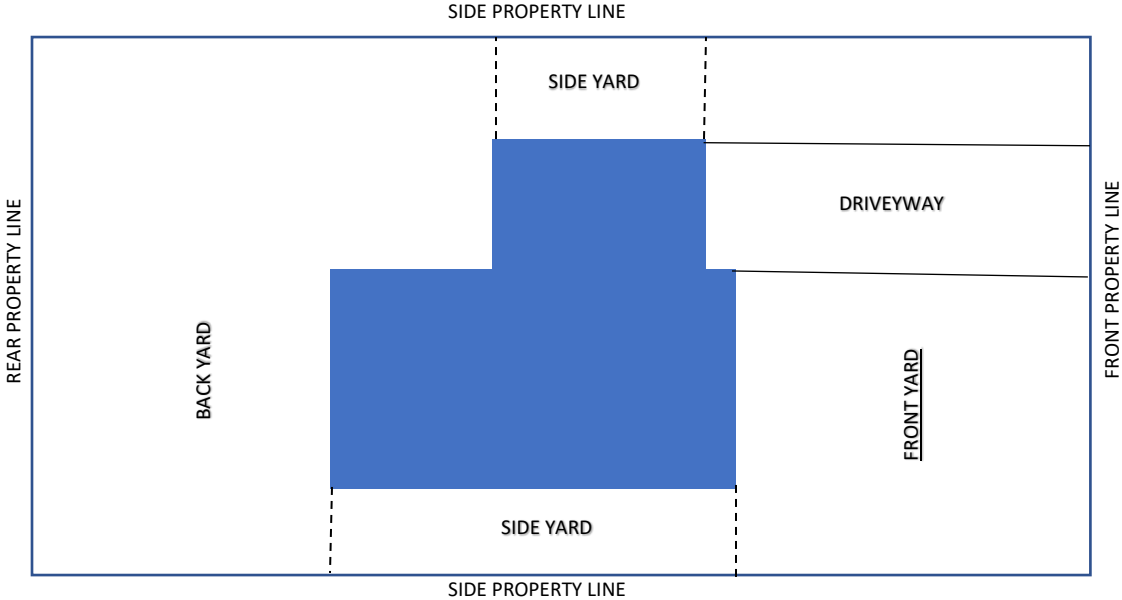 SIDE PROPERTY LINE
SIDE YARD
DRIVEYWAY
REAR PROPERTY LINE
FRONT PROPERTY LINE
BACK YARD
FRONT YARD
SIDE YARD
SIDE PROPERTY LINE